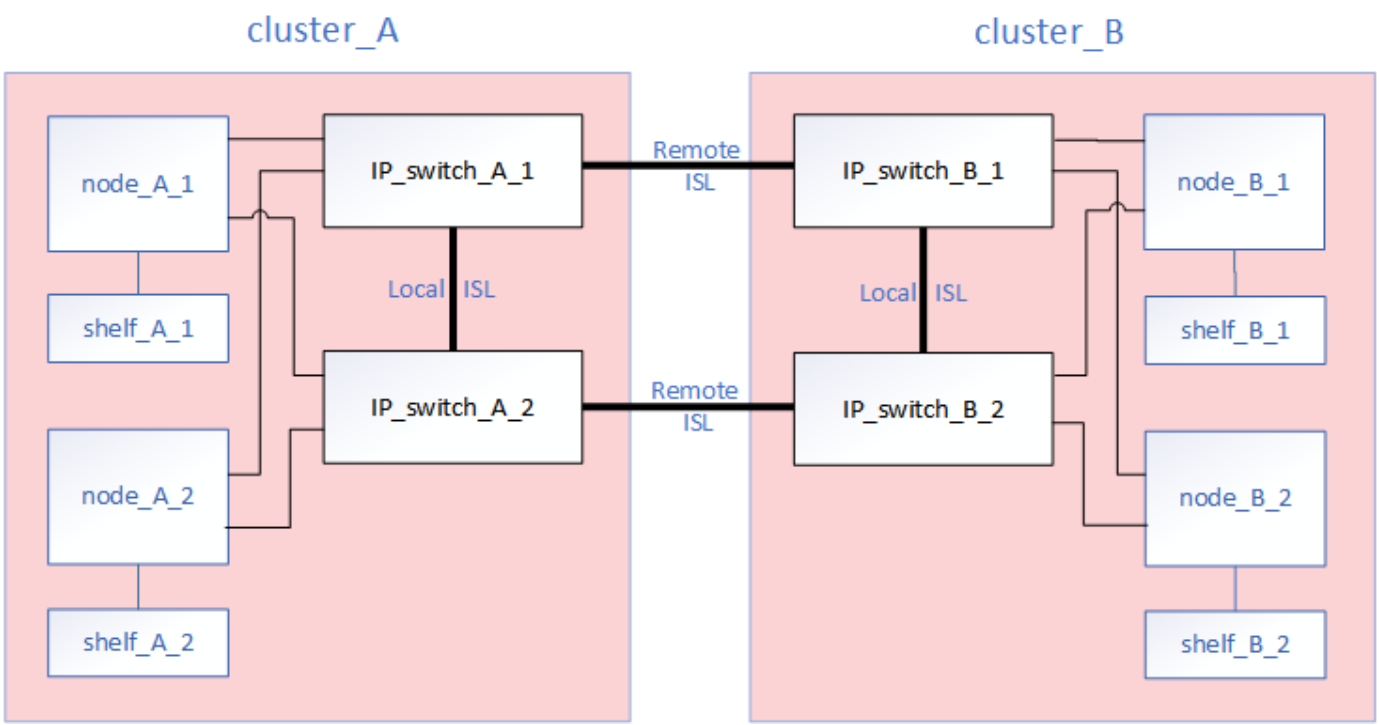 cluster_A
cluster_B
node_A_1
IP_switch_A_1
Remote
ISL
IP_switch_B_1
node_B_1
shelf_A_1
Local ISL
Local ISL
shelf_B_1
node_A_2
IP_switch_A_2
Remote
ISL
IP_switch_B_2
node_B_2
shelf_A_2
shelf_B_2